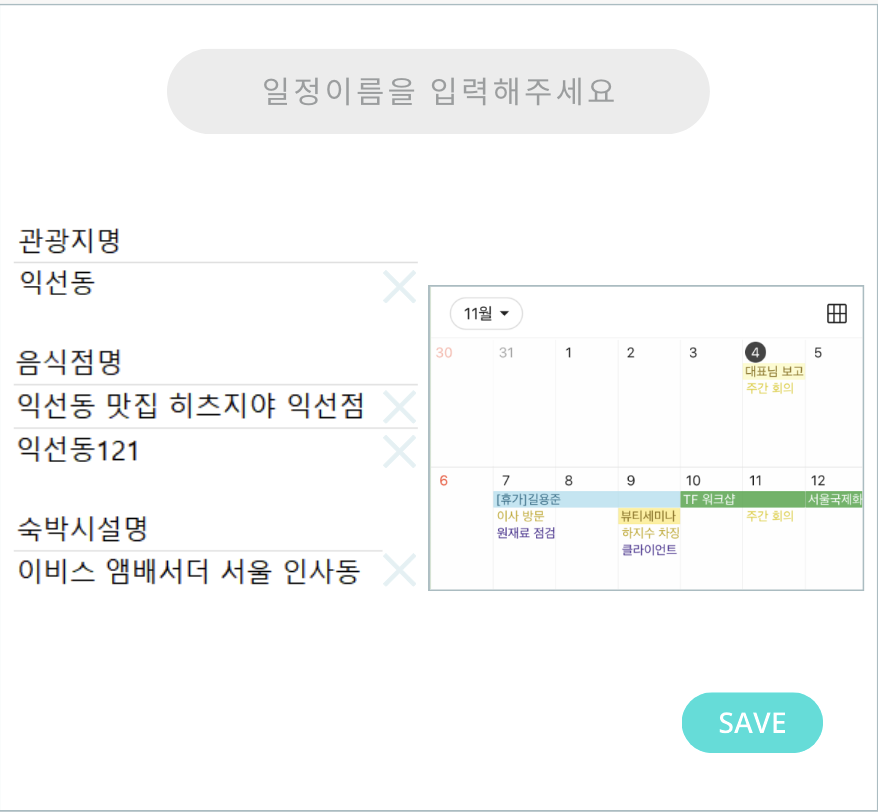 일정이름을 입력해주세요
관광지명
익선동
음식점명
익선동 맛집 히츠지야 익선점
익선동121
숙박시설명
이비스 앰배서더 서울 인사동
11월
30 31 1 2 3 4 5
대표님 보고
주간 회의
6 7 8 9 10 11 12
[휴가]길용준 TF 워크샵 서울국제화
이사 방문 뷰티세미나 주간 회의
원재료 점검 하지수 차장
클라이언트
SAVE